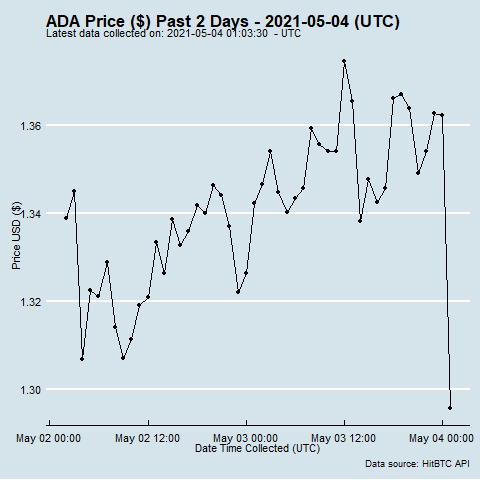 ADA Price ($) Past 2 Days - 2021-05-04 (UTC)
Latest data collected on: 2021-05-04 01:03:30 - UTC
1.36
1.34
1.32
1.30
Price USD ($)
May 02 00:00
May 02 12:00
May 03 00:00
May 03 12:00
May 04 00:00
Date Time Collected (UTC)
Data source: HitBTC API